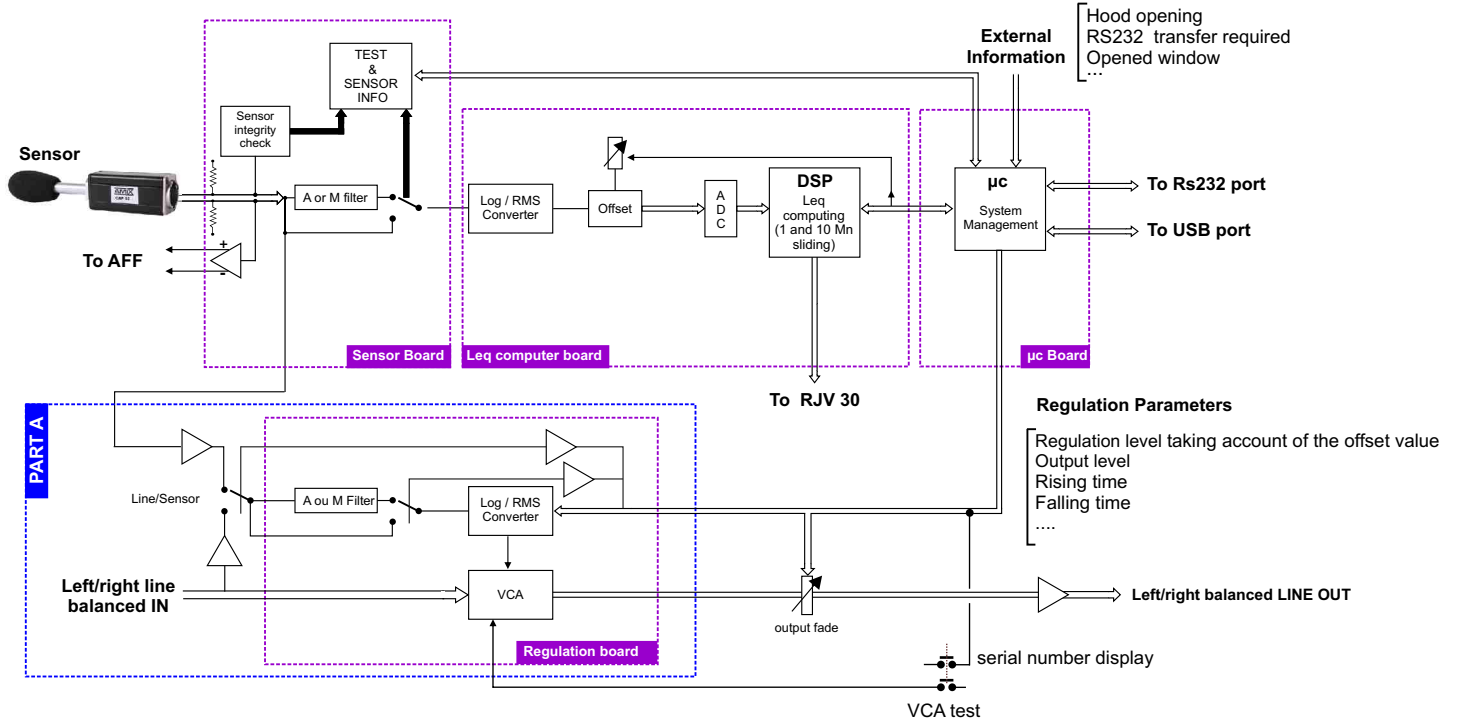 Hood opening
RS232 transfer required
Opened window
...
External
Information
TEST
&
SENSOR
INFO
Sensor
integrity
check
Sensor
AMIX
A or M filter
Log / RMS
Converter
Offset
A
D
C
DSP
Leq
computing
(1 and 10 Mn
sliding)
µc
System
Management
To Rs232 port
To USB port
+
-
To AFF
Sensor Board
Leq computer board
µc Board
To RJV 30
PART A
Regulation Parameters
Regulation level taking account of the offset value
Output level
Rising time
Falling time
....
Line/Sensor
A ou M Filter
Log / RMS
Converter
Left/right line
balanced IN
VCA
output fade
Left/right balanced LINE OUT
Regulation board
serial number display
VCA test